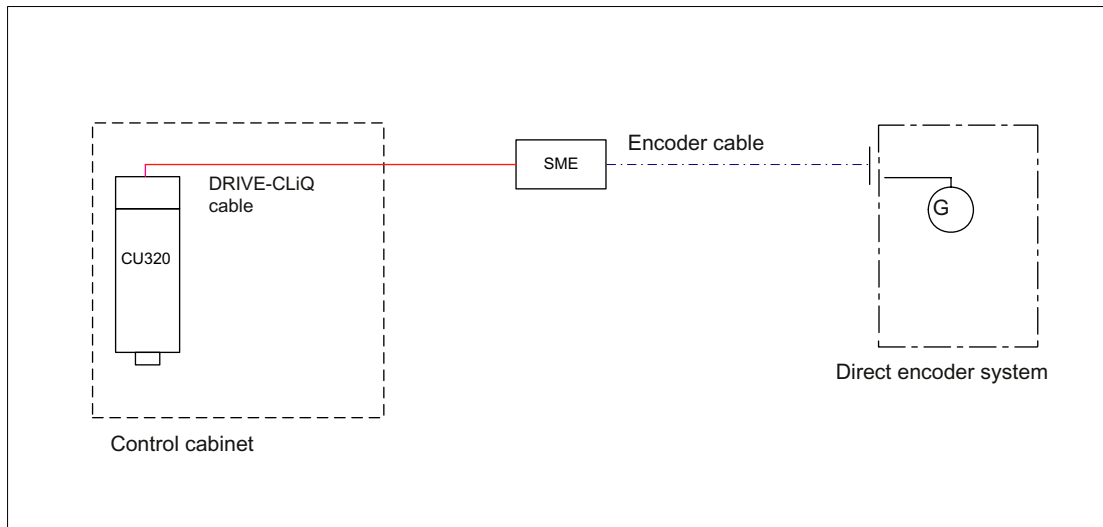 SME
Encoder cable
DRIVE-CLiQ
cable
CU320
G
Direct encoder system
Control cabinet